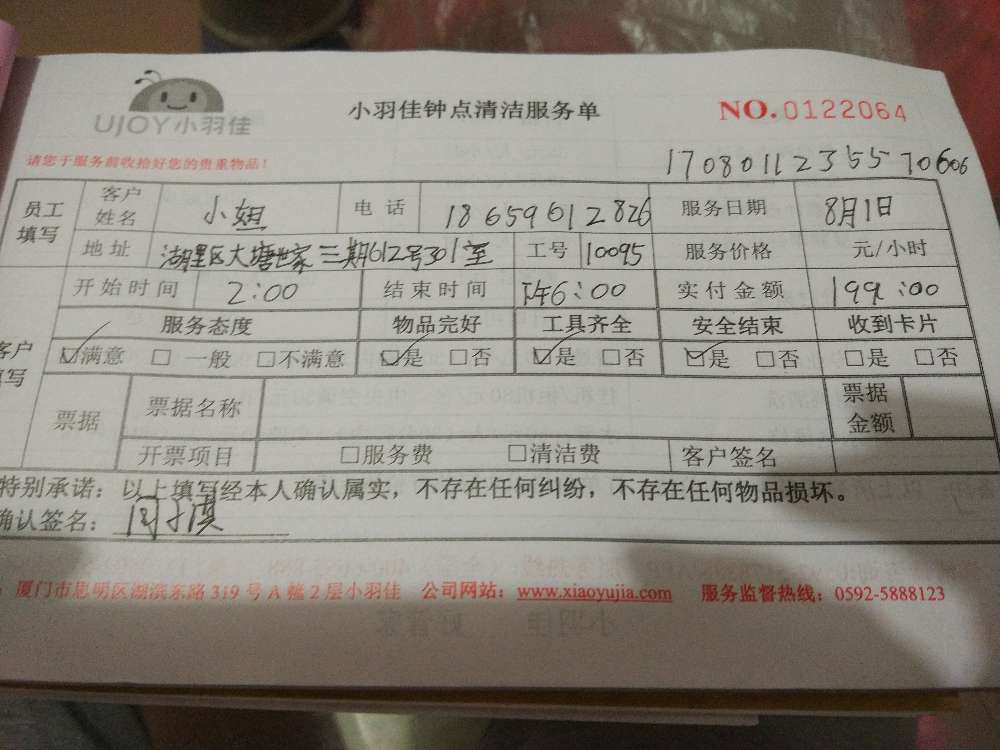 UJOY小羽佳
小羽佳钟点清洁服务单
NO.0122064
请您于服务前收拾好您的贵重物品!
17080112355570606
员工填写 客户姓名 小姐 电话 18659612826 服务日期 8月1日
地址 湖里区大塘世家三期612号301室 工号 10095 服务价格 元/小时
开始时间 2:00 结束时间 下午6:00 实付金额 199:00
客户填写 服务态度 物品完好 工具齐全 安全结束 收到卡片
☑满意 □一般 □不满意 ☑是 □否 ☑是 □否 ☑是 □否 □是 □否
票据 票据名称 票据金额
开票项目 □服务费 □清洁费 客户签名
特别承诺:以上填写经本人确认属实,不存在任何纠纷,不存在任何物品损坏。
确认签名:
厦门市思明区湖滨东路319号A幢2层小羽佳 公司网站:www.xiaoyujia.com 服务监督热线:0592-5888123